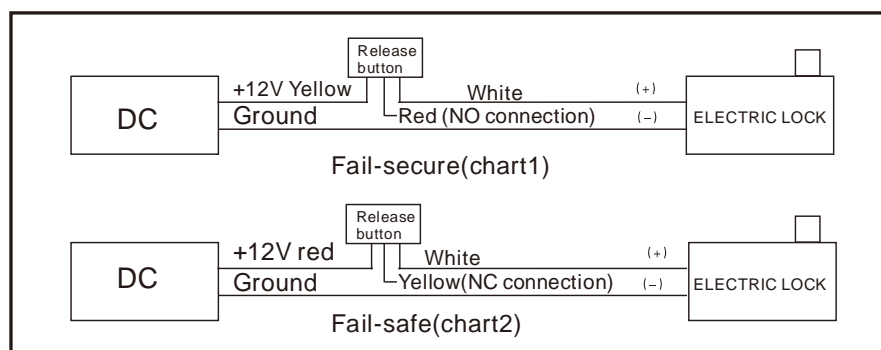 Release
button
+12V Yellow
White
(+)
DC
Ground
Red (NO connection)
(-)
ELECTRIC LOCK
Fail-secure(chart1)
Release
button
+12V red
White
(+)
DC
Ground
Yellow(NC connection)
(-)
ELECTRIC LOCK
Fail-safe(chart2)